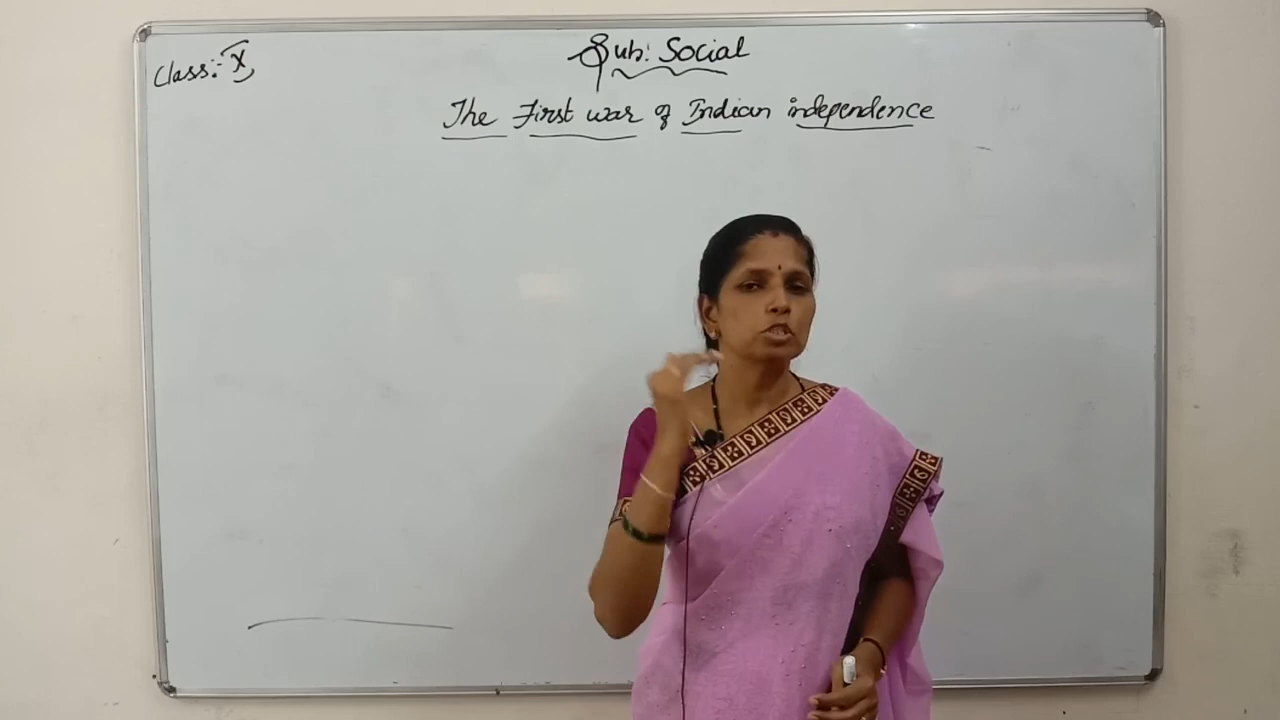 Class:- X
Sub: Social
The First war of Indian independence